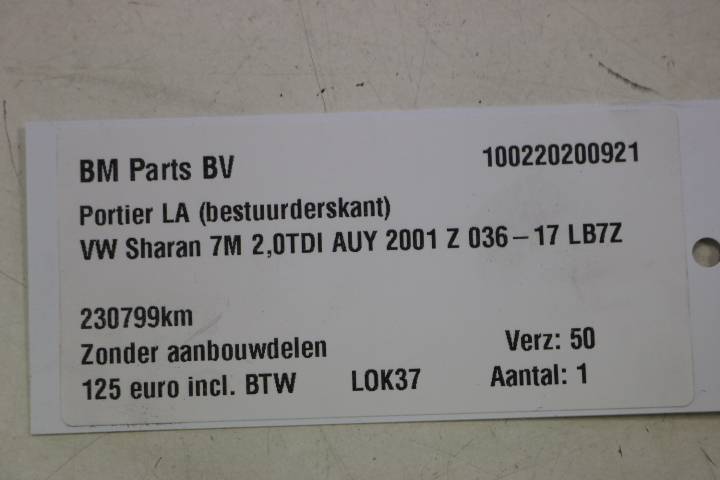 BM Parts BV 100220200921
Portier LA (bestuurderskant)
VW Sharan 7M 2,0TDI AUY 2001 Z 036-17 LB7Z
230799km
Zonder aanbouwdelen Verz: 50
125 euro incl. BTW LOK37 Aantal: 1